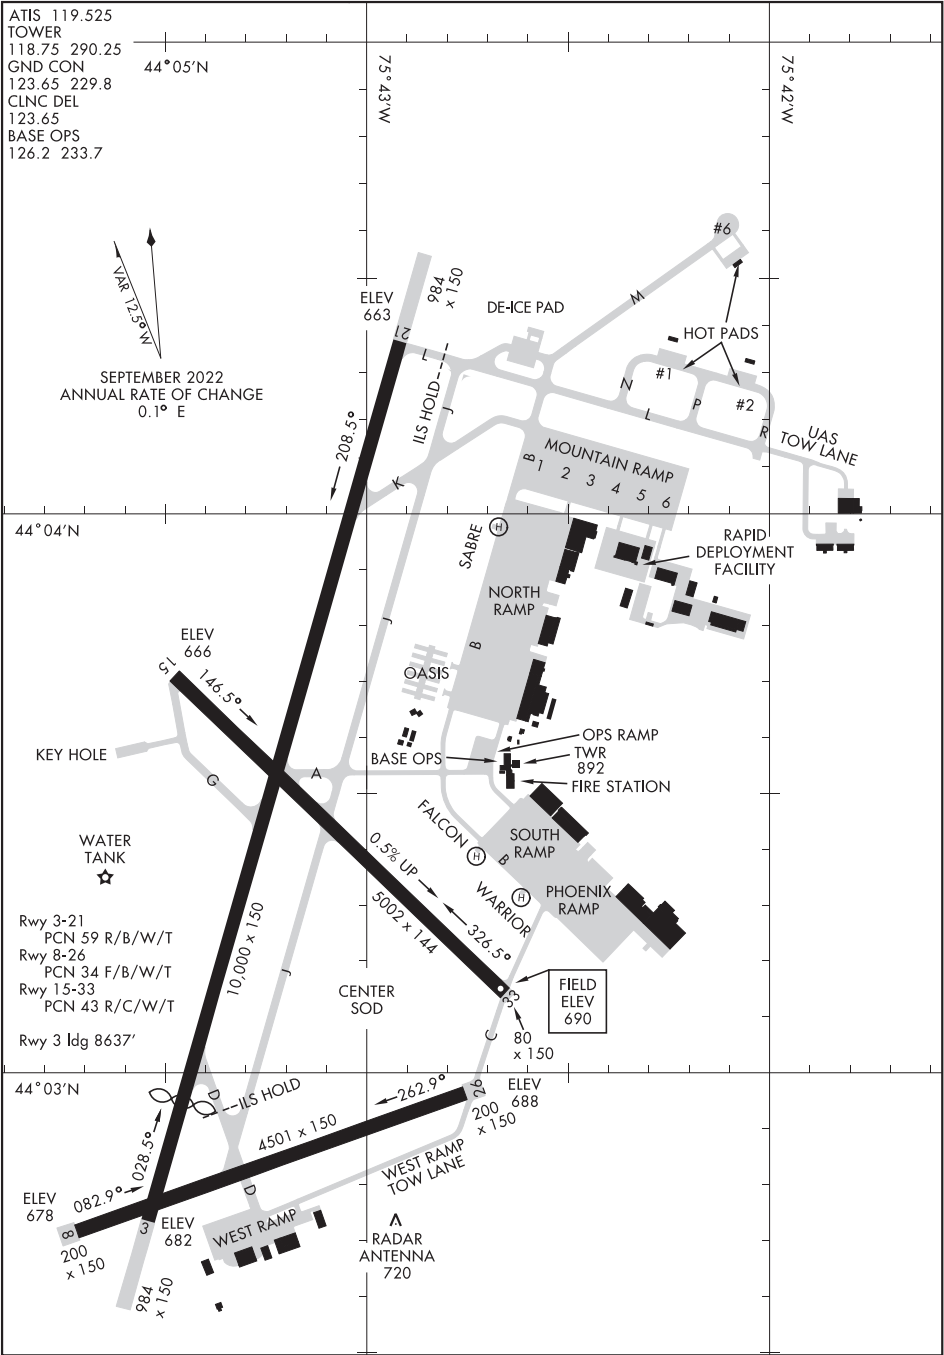 ATIS 119.525
TOWER
118.75 290.25
GND CON
123.65 229.8
CLNC DEL
123.65
BASE OPS
126.2 233.7
44°05'N
75°43'W
75°42'W
VAR 12.5° W
SEPTEMBER 2022
ANNUAL RATE OF CHANGE
0.1° E
#6
M
984
x 150
ELEV
663
21
L
DE-ICE PAD
HOT PADS
#1
#2
N
P
L
R
UAS
TOW LANE
ILS HOLD
J
208.5°
K
B
MOUNTAIN RAMP
1
2
3
4
5
6
44°04'N
SABRE
H
RAPID
DEPLOYMENT
FACILITY
NORTH
RAMP
J
B
ELEV
666
15
146.5°
OASIS
KEY HOLE
G
A
BASE OPS
OPS RAMP
TWR
892
FIRE STATION
WATER
TANK
0.5% UP
5002 x 144
326.5°
FALCON
H
B
SOUTH
RAMP
WARRIOR
H
PHOENIX
RAMP
Rwy 3-21
PCN 59 R/B/W/T
Rwy 8-26
PCN 34 F/B/W/T
Rwy 15-33
PCN 43 R/C/W/T
Rwy 3 ldg 8637'
10,000 x 150
J
CENTER
SOD
33
FIELD
ELEV
690
C
80
x 150
44°03'N
D
ILS HOLD
262.9°
26
ELEV
688
200
x 150
4501 x 150
028.5°
WEST RAMP
TOW LANE
ELEV
678
082.9°
D
8
200
x 150
3
ELEV
682
WEST RAMP
984
x 150
RADAR
ANTENNA
720